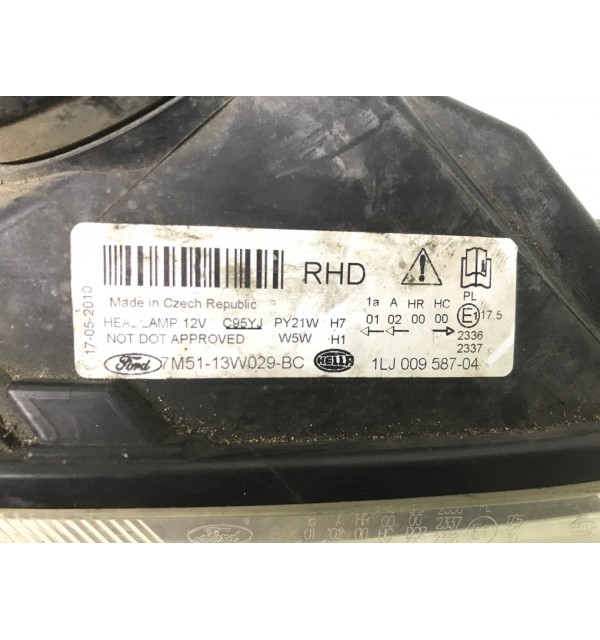 RHD
17-05-2010
Made in Czech Republic
PL
1a A HR HC
HEADLAMP 12V C95YJ PY21W H7 01 02 00 00 E1 17.5
NOT DOT APPROVED W5W H1 2336
2337
Ford 7M51-13W029-BC HELLA 1LJ 009 587-04
Ford